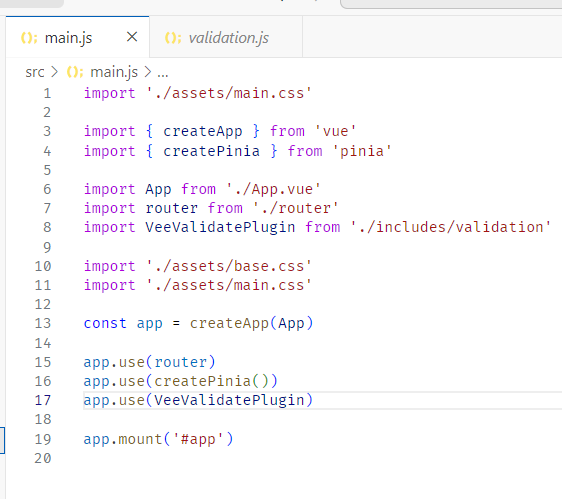 main.js
validation.js
src > main.js > ...
1 import './assets/main.css'
2
3 import { createApp } from 'vue'
4 import { createPinia } from 'pinia'
5
6 import App from './App.vue'
7 import router from './router'
8 import VeeValidatePlugin from './includes/validation'
9
10 import './assets/base.css'
11 import './assets/main.css'
12
13 const app = createApp(App)
14
15 app.use(router)
16 app.use(createPinia())
17 app.use(VeeValidatePlugin)
18
19 app.mount('#app')
20